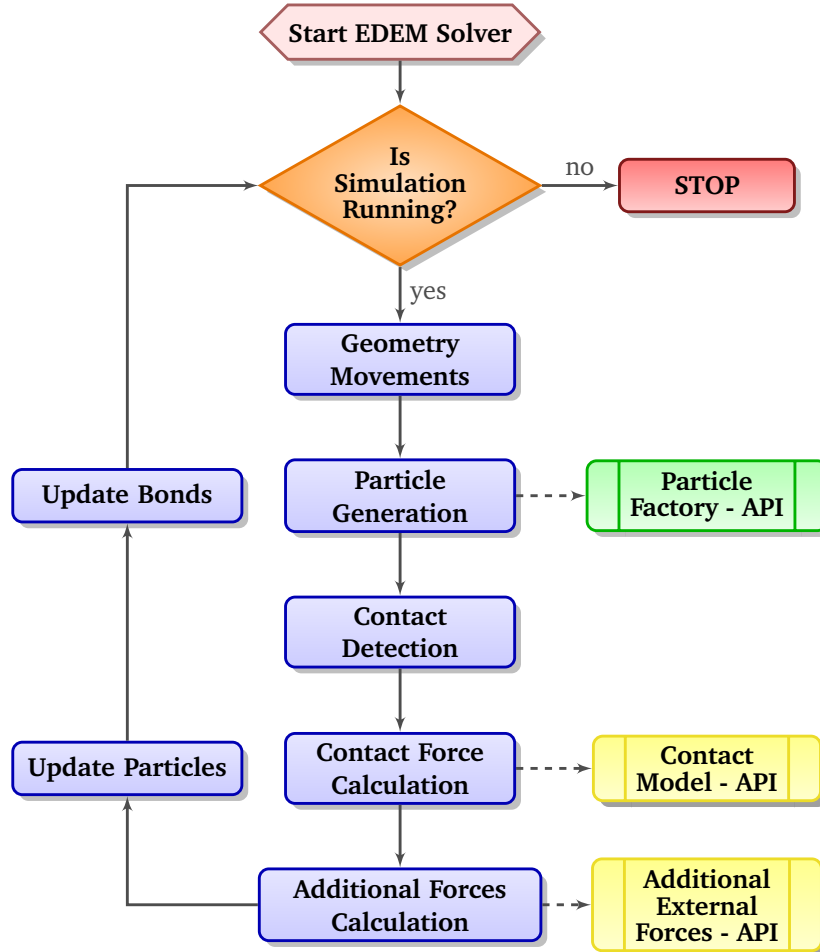 Start EDEM Solver
Is
Simulation
Running?
no
STOP
yes
Geometry
Movements
Update Bonds
Particle
Generation
Particle
Factory - API
Contact
Detection
Update Particles
Contact Force
Calculation
Contact
Model - API
Additional Forces
Calculation
Additional
External
Forces - API